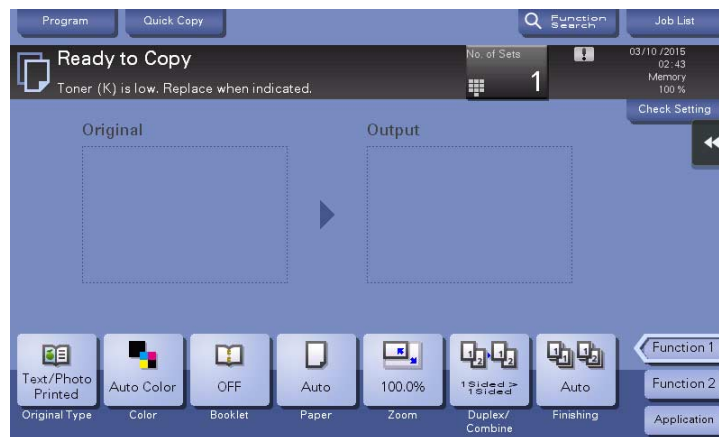 Program
Quick Copy
Function Search
Job List
Ready to Copy
Toner (K) is low. Replace when indicated.
No. of Sets
1
03/10 /2015
02:43
Memory
100 %
Check Setting
Original
Output
Text/Photo
Printed
Auto Color
OFF
Auto
100.0%
1Sided >
1Sided
Auto
Original Type
Color
Booklet
Paper
Zoom
Duplex/
Combine
Finishing
Function 1
Function 2
Application